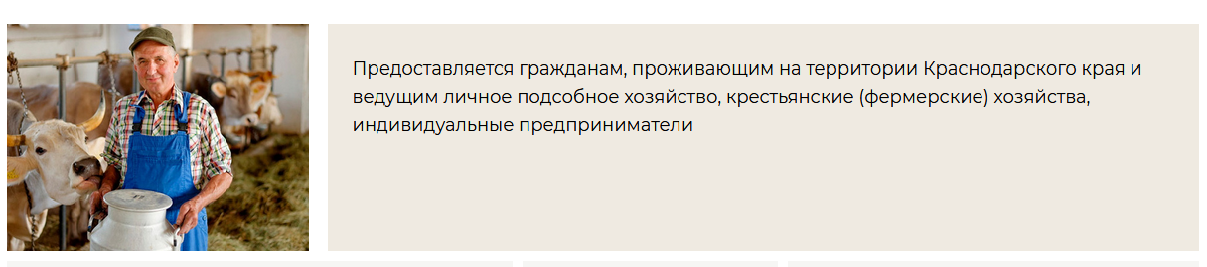 Предоставляется гражданам, проживающим на территории Краснодарского края и
ведущим личное подсобное хозяйство, крестьянские (фермерские) хозяйства,
индивидуальные предприниматели